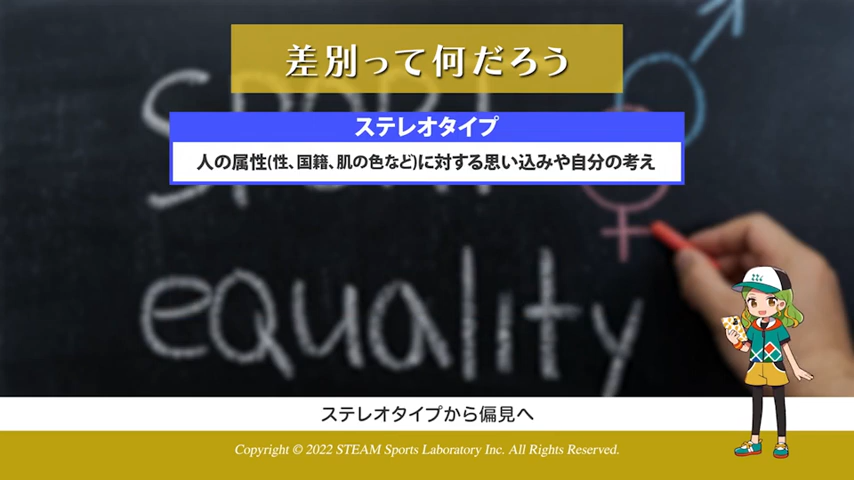 差別って何だろう
ステレオタイプ
人の属性(性、国籍、肌の色など)に対する思い込みや自分の考え
SPORT
equality
ステレオタイプから偏見へ
Copyright © 2022 STEAM Sports Laboratory Inc. All Rights Reserved.